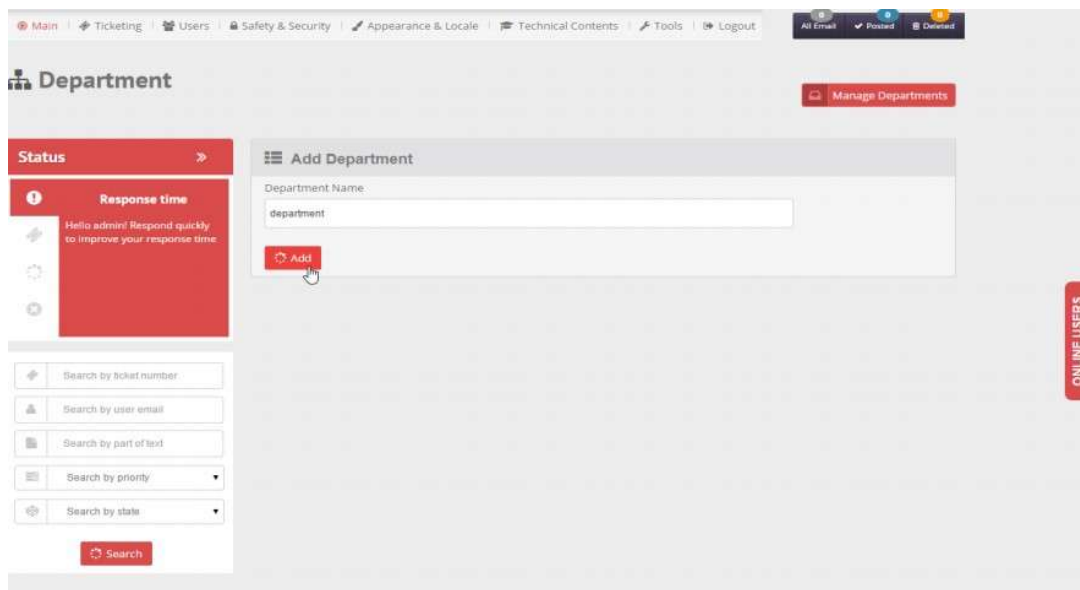 Main Ticketing Users Safety & Security Appearance & Locale Technical Contents Tools Logout
0 0 0
All Email Posted Deleted
Department
Manage Departments
Status
Response time
Hello admin! Respond quickly
to improve your response time
Add Department
Department Name
department
Add
ONLINE USERS
Search by ticket number
Search by user email
Search by part of text
Search by priority
Search by state
Search